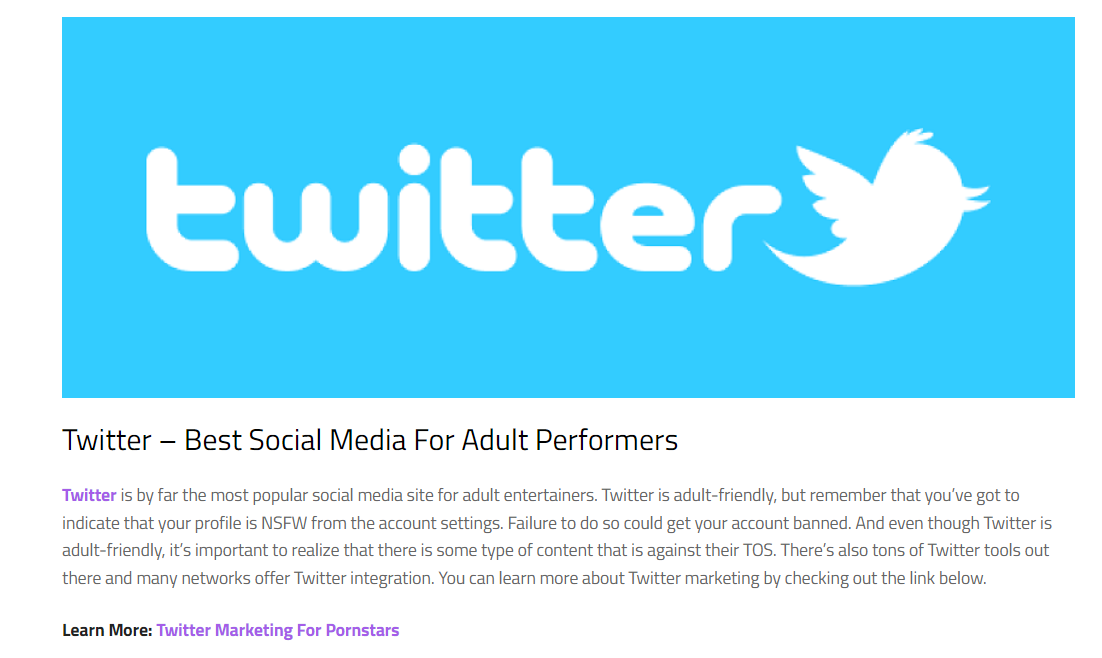 twitter
Twitter – Best Social Media For Adult Performers
Twitter is by far the most popular social media site for adult entertainers. Twitter is adult-friendly, but remember that you’ve got to
indicate that your profile is NSFW from the account settings. Failure to do so could get your account banned. And even though Twitter is
adult-friendly, it’s important to realize that there is some type of content that is against their TOS. There’s also tons of Twitter tools out
there and many networks offer Twitter integration. You can learn more about Twitter marketing by checking out the link below.
Learn More: Twitter Marketing For Pornstars